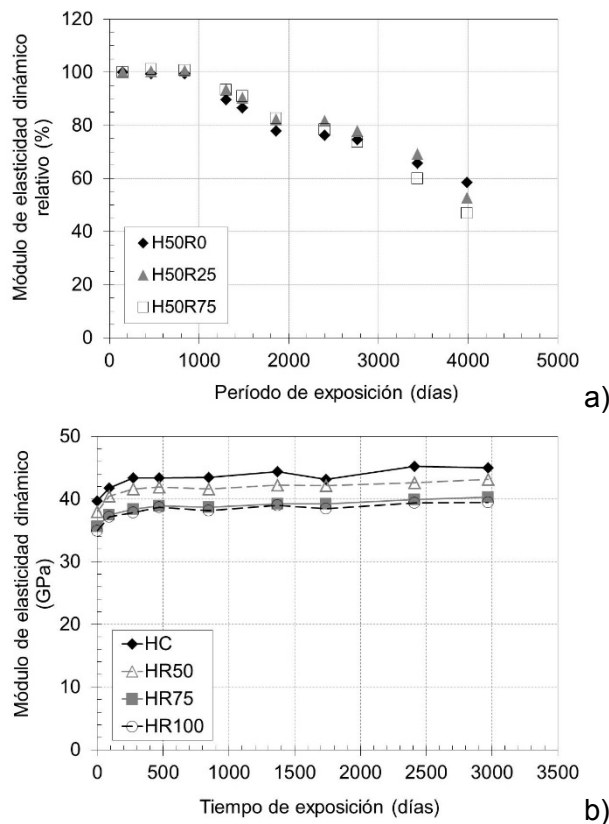 Módulo de elasticidad dinámico
relativo (%)
120
100
80
60
40
20
0
H50R0
H50R25
H50R75
0 1000 2000 3000 4000 5000
Período de exposición (días)
a)
Módulo de elasticidad dinámico
(GPa)
50
40
30
20
10
0
HC
HR50
HR75
HR100
0 500 1000 1500 2000 2500 3000 3500
Tiempo de exposición (días)
b)